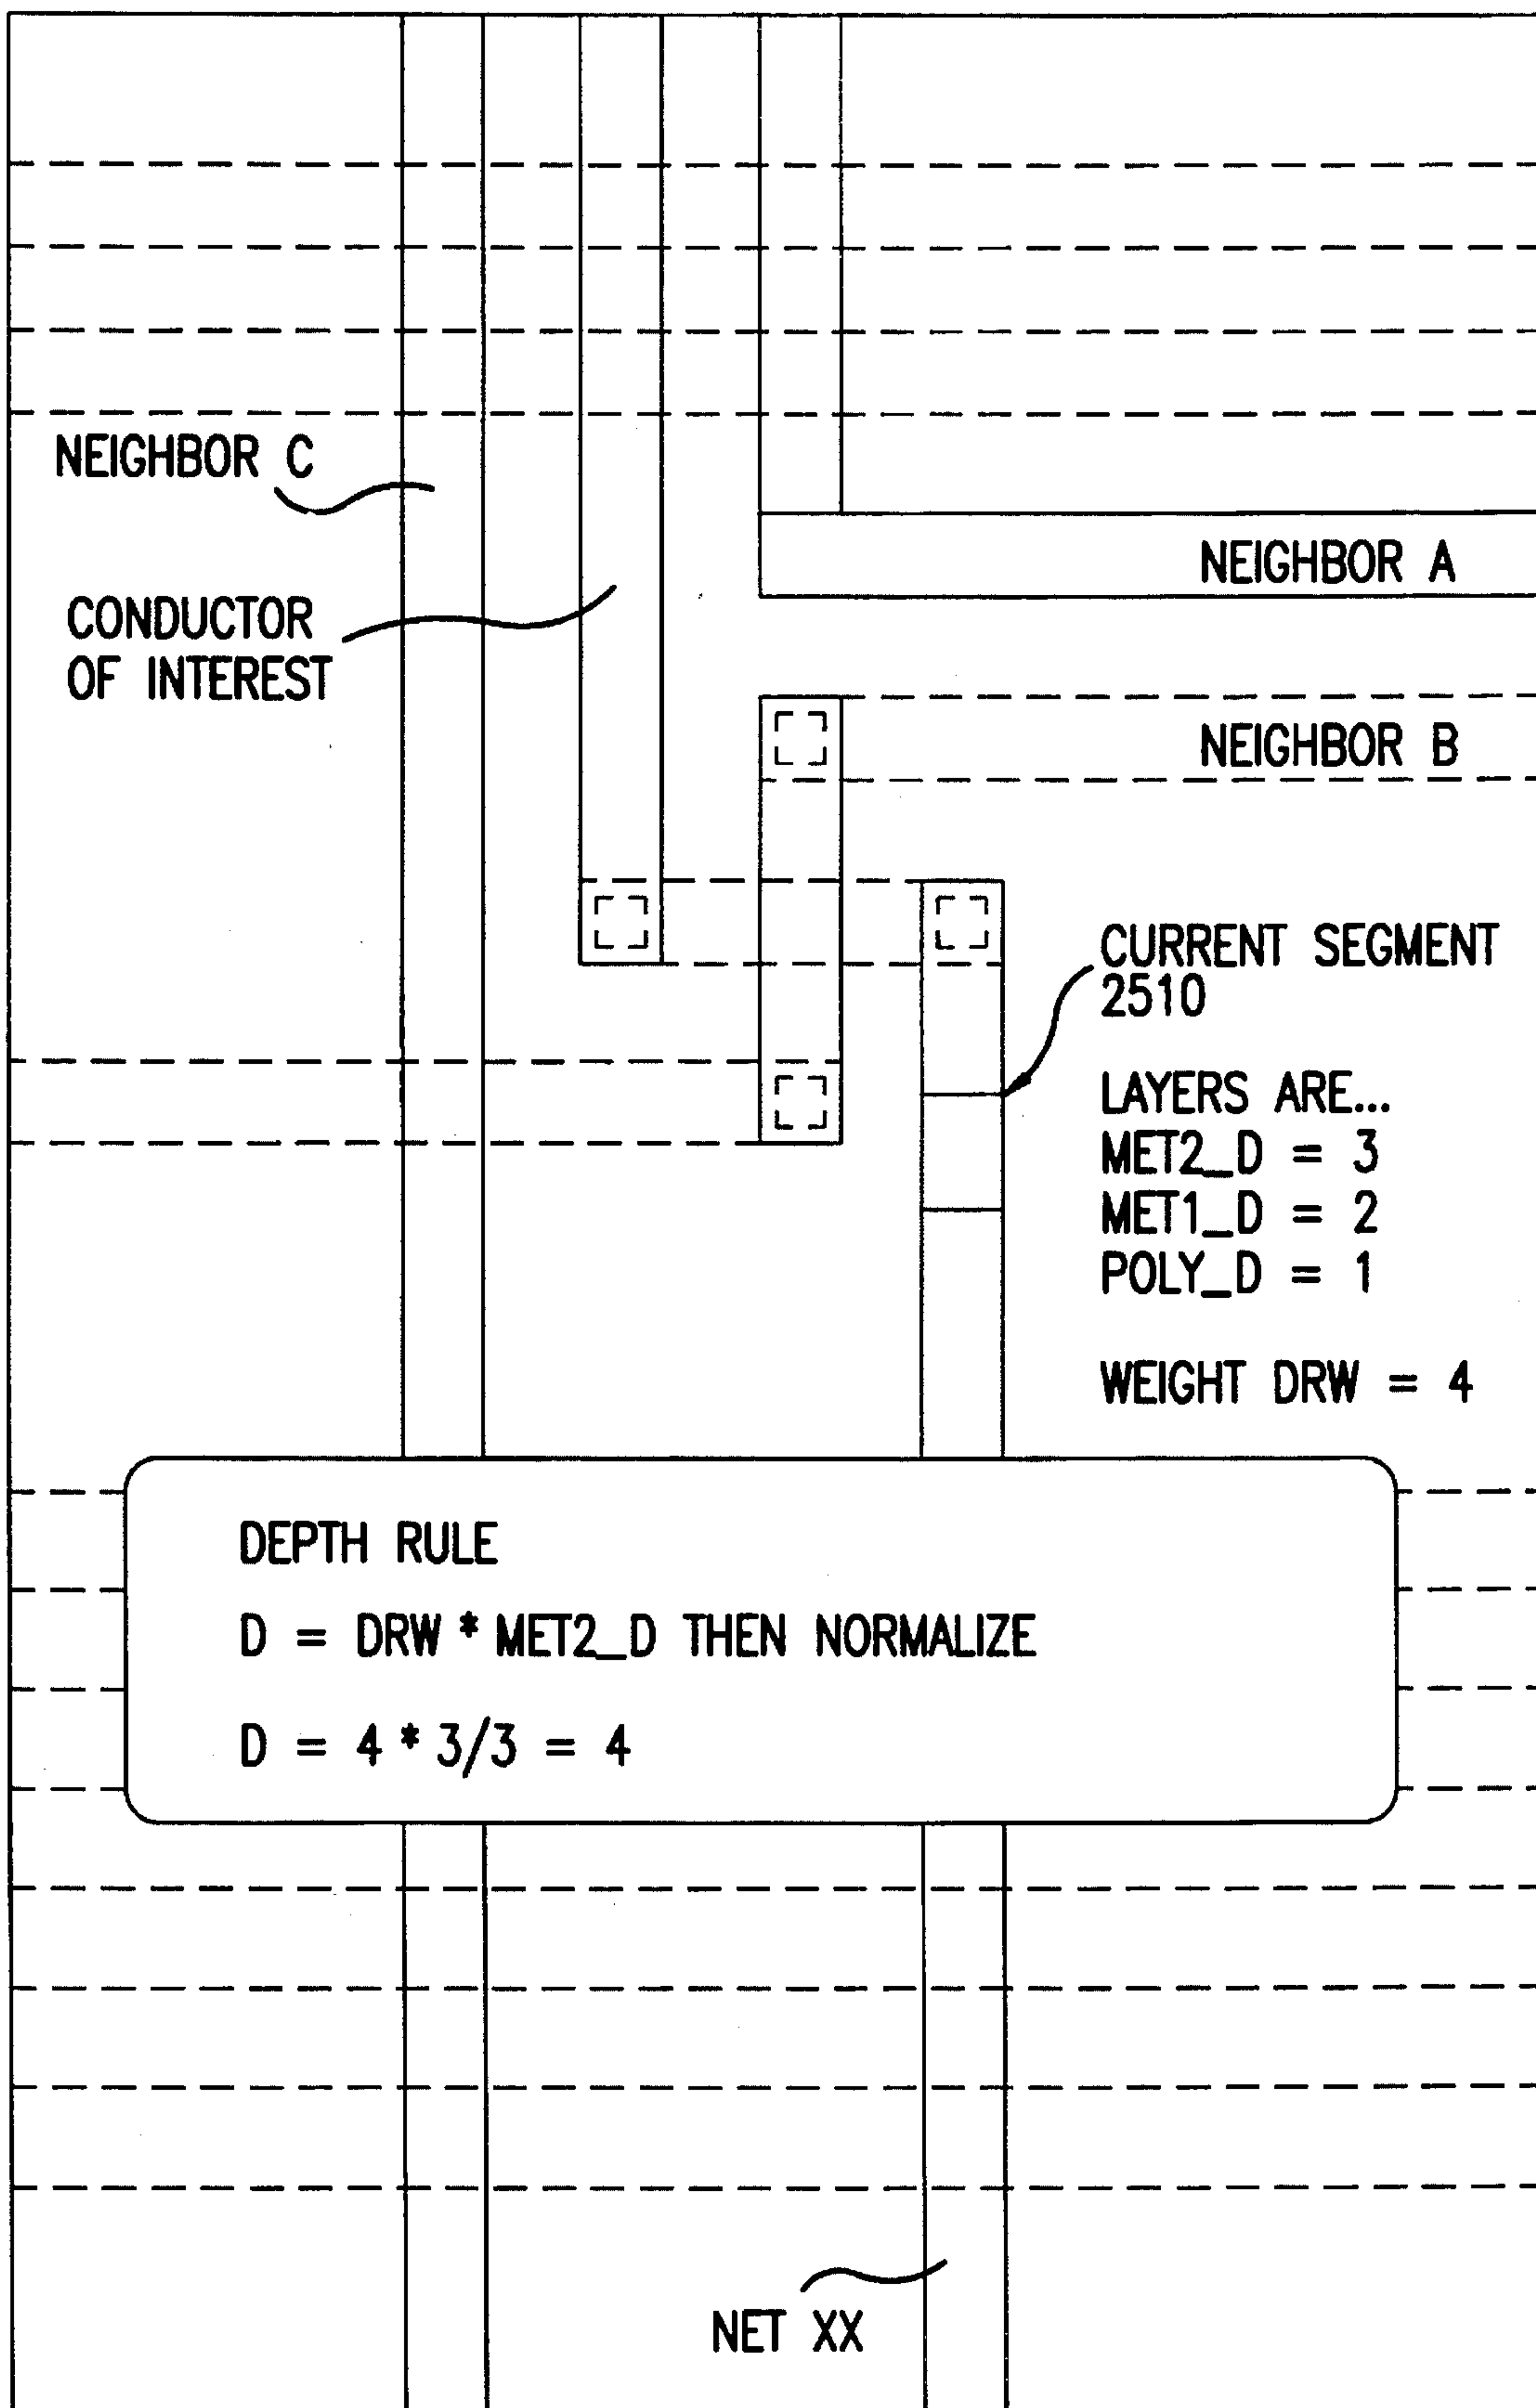 NEIGHBOR C
NEIGHBOR A
CONDUCTOR
OF INTEREST
NEIGHBOR B
CURRENT SEGMENT
2510
LAYERS ARE...
MET2_D = 3
MET1_D = 2
POLY_D = 1
WEIGHT DRW = 4
DEPTH RULE
D = DRW * MET2_D THEN NORMALIZE
D = 4 * 3/3 = 4
NET XX